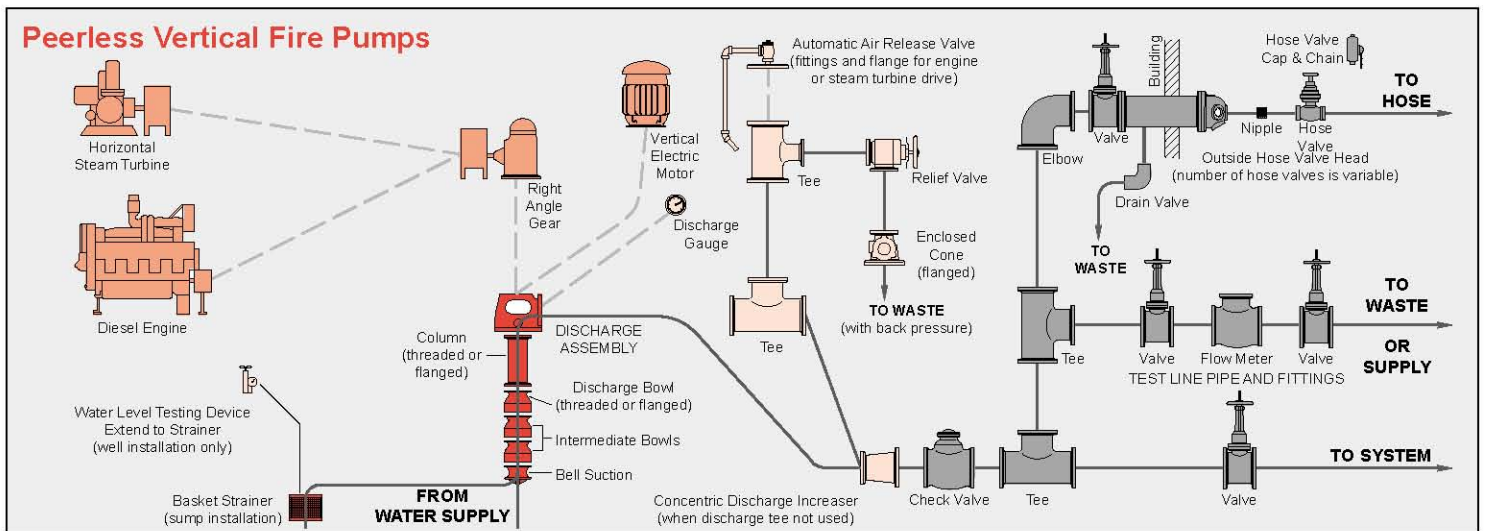 Peerless Vertical Fire Pumps
Horizontal
Steam Turbine
Diesel Engine
Right
Angle
Gear
Vertical
Electric
Motor
Discharge
Gauge
Automatic Air Release Valve
(fittings and flange for engine
or steam turbine drive)
Tee
Relief Valve
Enclosed
Cone
(flanged)
TO WASTE
(with back pressure)
Tee
Elbow
Valve
Building
Hose Valve
Cap & Chain
TO
HOSE
Nipple
Hose
Valve
Outside Hose Valve Head
(number of hose valves is variable)
Drain Valve
TO
WASTE
Tee
Valve
Flow Meter
Valve
TEST LINE PIPE AND FITTINGS
TO
WASTE
OR
SUPPLY
DISCHARGE
ASSEMBLY
Column
(threaded or
flanged)
Discharge Bowl
(threaded or flanged)
Intermediate Bowls
Bell Suction
Water Level Testing Device
Extend to Strainer
(well installation only)
Basket Strainer
(sump installation)
FROM
WATER SUPPLY
Concentric Discharge Increaser
(when discharge tee not used)
Check Valve
Tee
Valve
TO SYSTEM